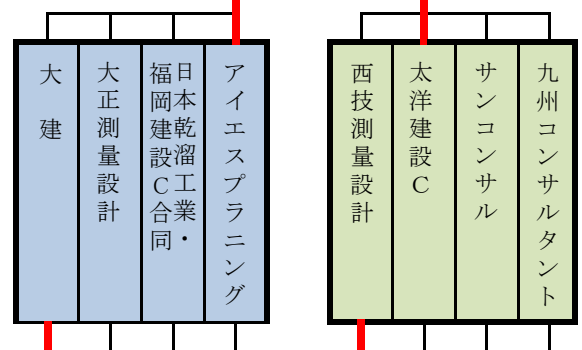 大建
大正測量設計
日本乾溜工業・
福岡建設C合同
アイエスプラニング
西技測量設計
太洋建設C
サンコンサル
九州コンサルタント